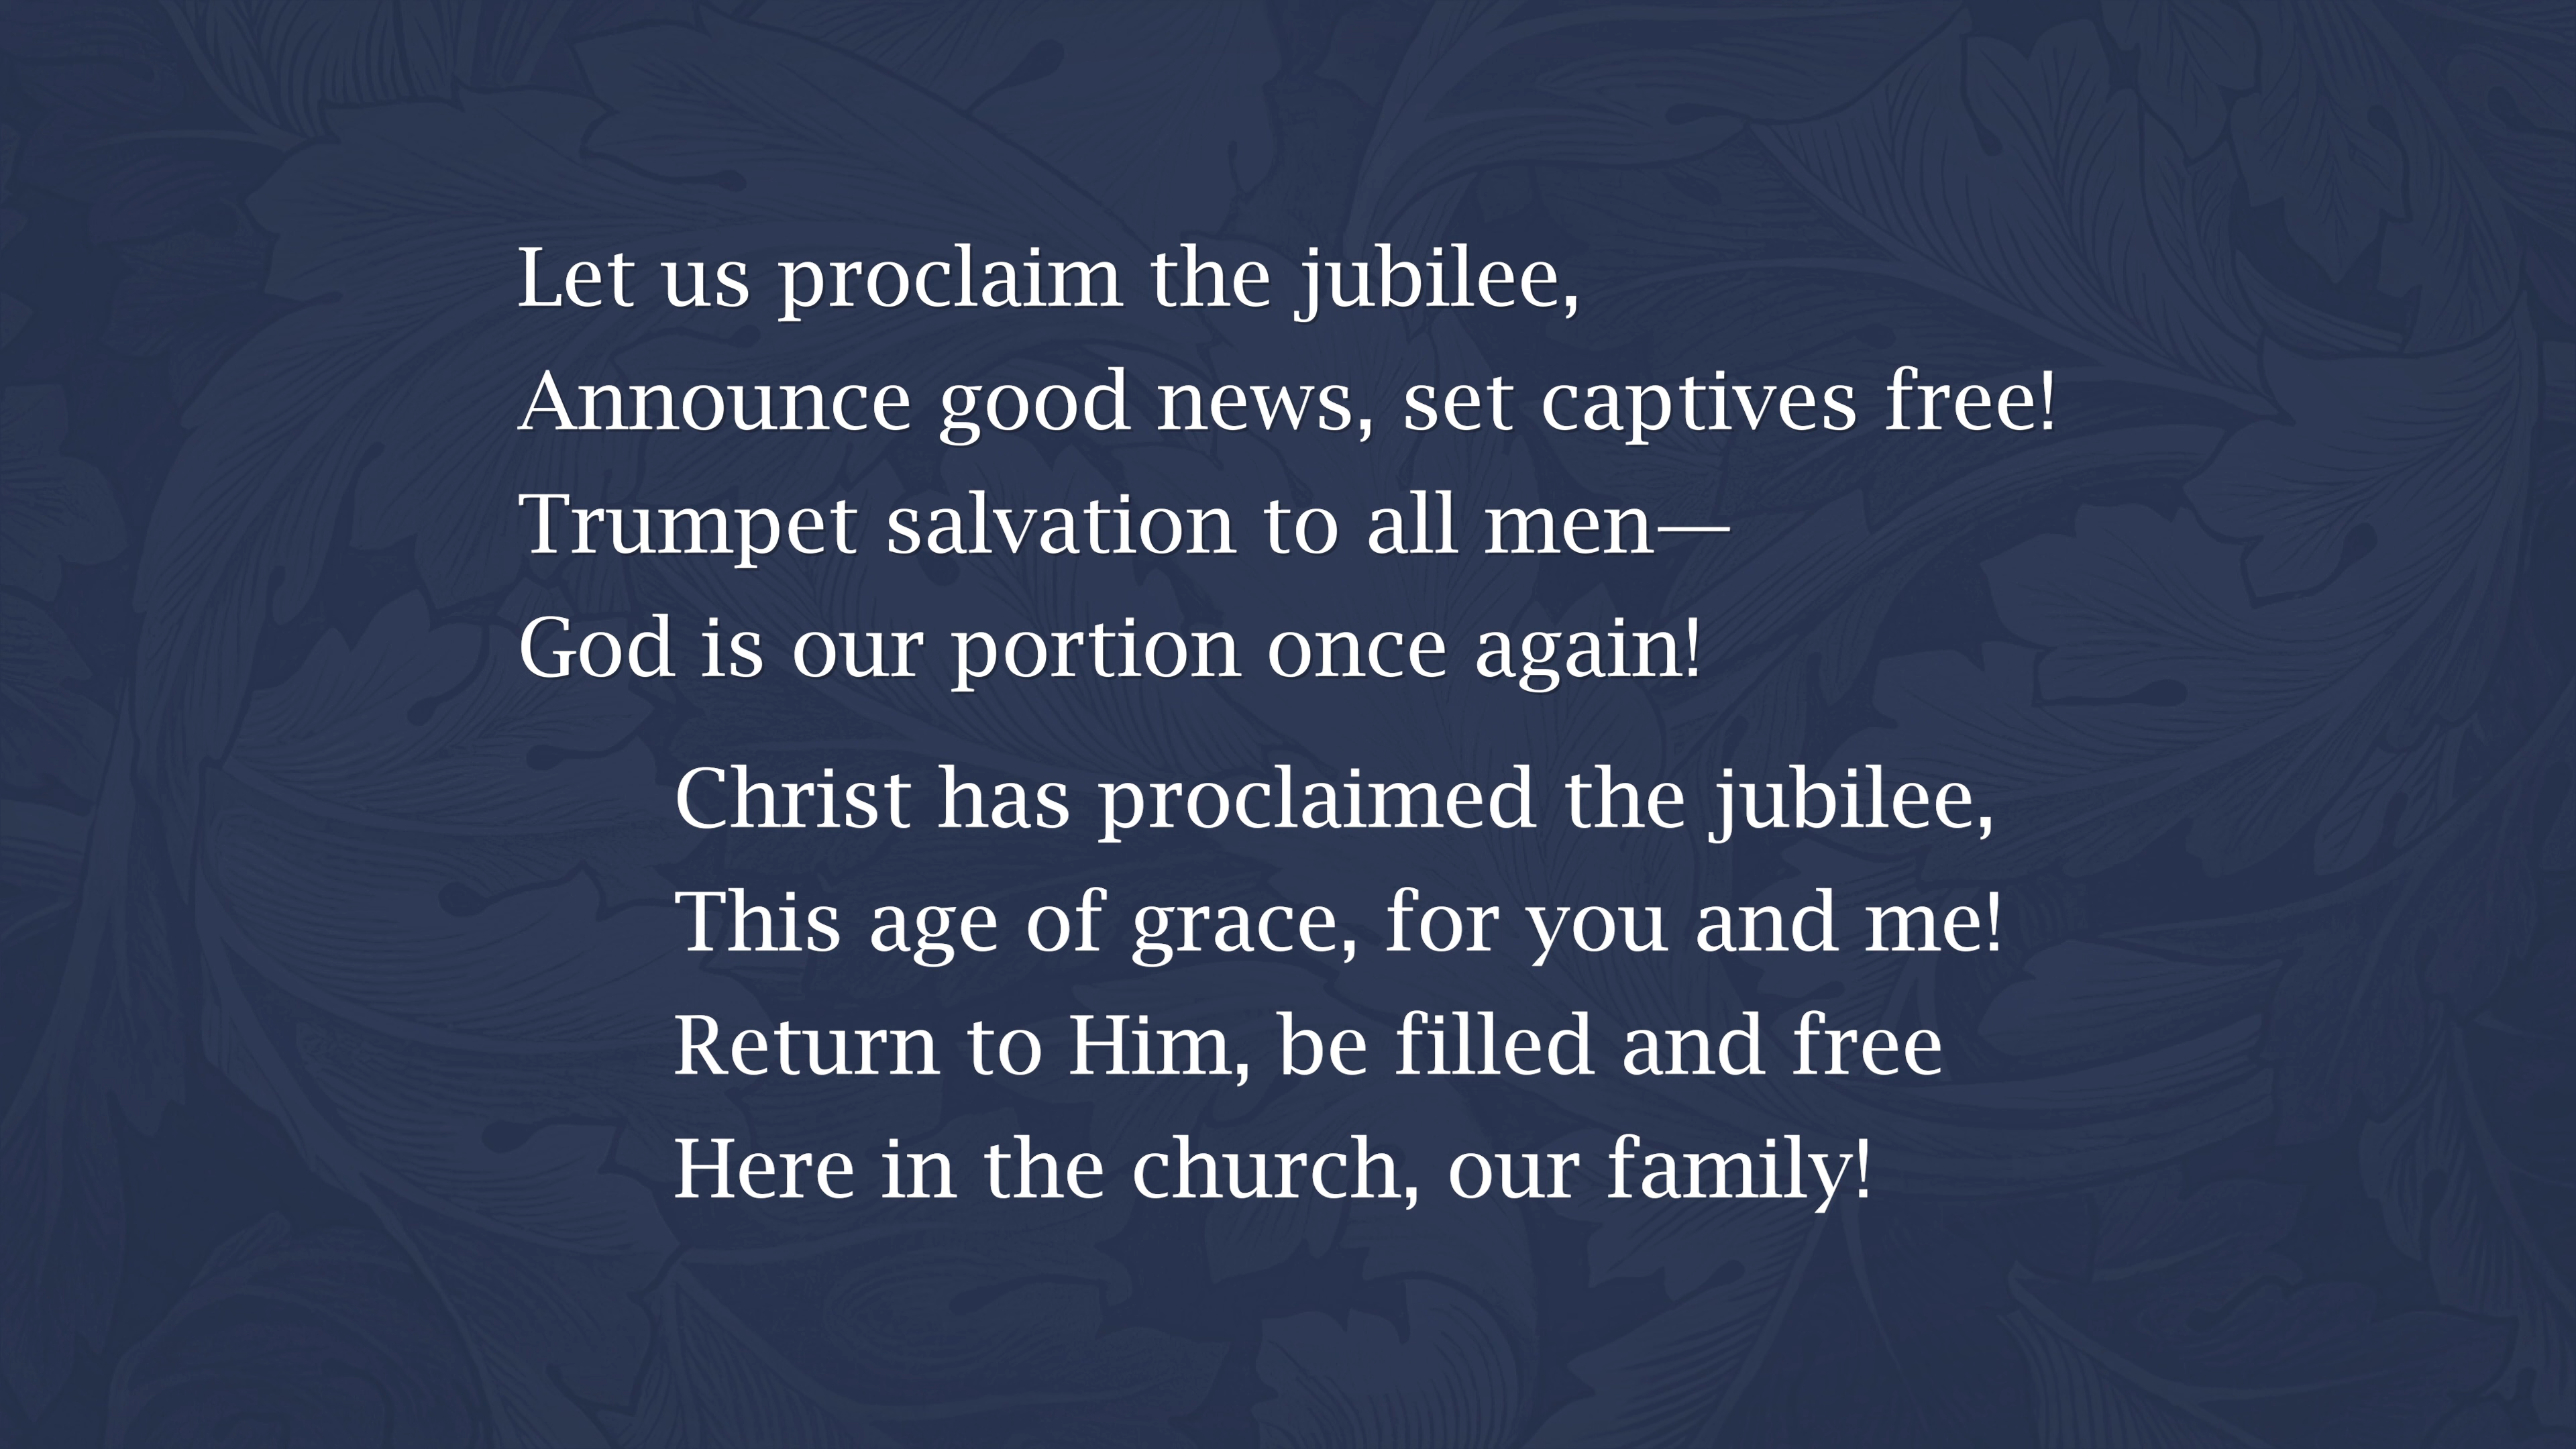 Let us proclaim the jubilee,
Announce good news, set captives free!
Trumpet salvation to all men—
God is our portion once again!
Christ has proclaimed the jubilee,
This age of grace, for you and me!
Return to Him, be filled and free
Here in the church, our family!